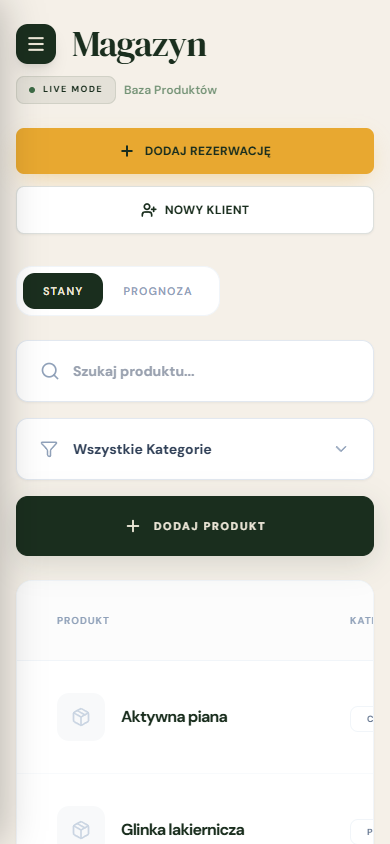 Magazyn
LIVE MODE Baza Produktów
DODAJ REZERWACJĘ
NOWY KLIENT
STANY PROGNOZA
Szukaj produktu...
Wszystkie Kategorie
DODAJ PRODUKT
PRODUKT
Aktywna piana
Glinka lakiernicza